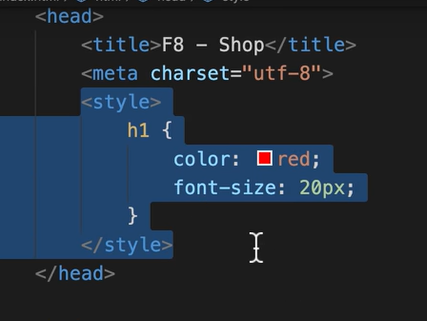 <head>
<title>F8 - Shop</title>
<meta charset="utf-8">
<style>
h1 {
color: red;
font-size: 20px;
}
</style>
</head>